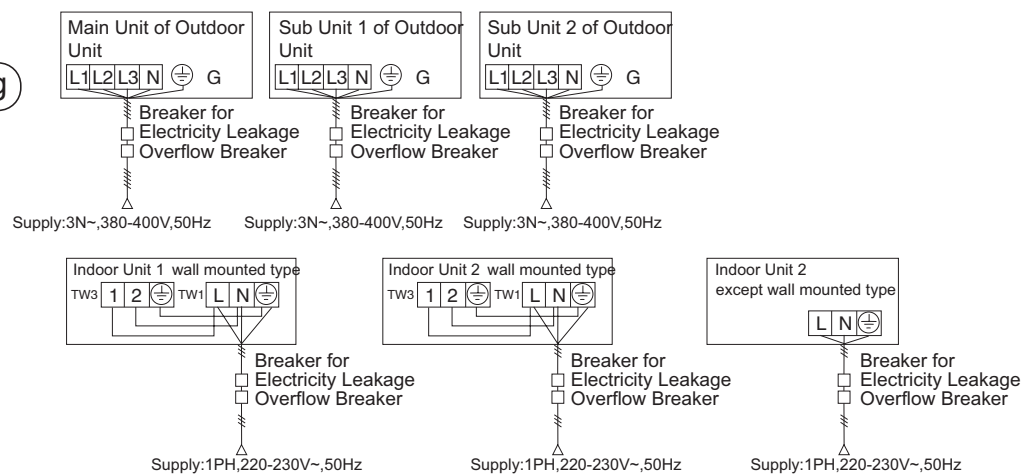 g
Main Unit of Outdoor
Unit
L1 L2 L3 N G
Breaker for
Electricity Leakage
Overflow Breaker
Supply:3N~,380-400V,50Hz
Sub Unit 1 of Outdoor
Unit
L1 L2 L3 N G
Breaker for
Electricity Leakage
Overflow Breaker
Supply:3N~,380-400V,50Hz
Sub Unit 2 of Outdoor
Unit
L1 L2 L3 N G
Breaker for
Electricity Leakage
Overflow Breaker
Supply:3N~,380-400V,50Hz
Indoor Unit 1 wall mounted type
TW3 1 2 TW1 L N
Breaker for
Electricity Leakage
Overflow Breaker
Supply:1PH,220-230V~,50Hz
Indoor Unit 2 wall mounted type
TW3 1 2 TW1 L N
Breaker for
Electricity Leakage
Overflow Breaker
Supply:1PH,220-230V~,50Hz
Indoor Unit 2
except wall mounted type
L N
Breaker for
Electricity Leakage
Overflow Breaker
Supply:1PH,220-230V~,50Hz